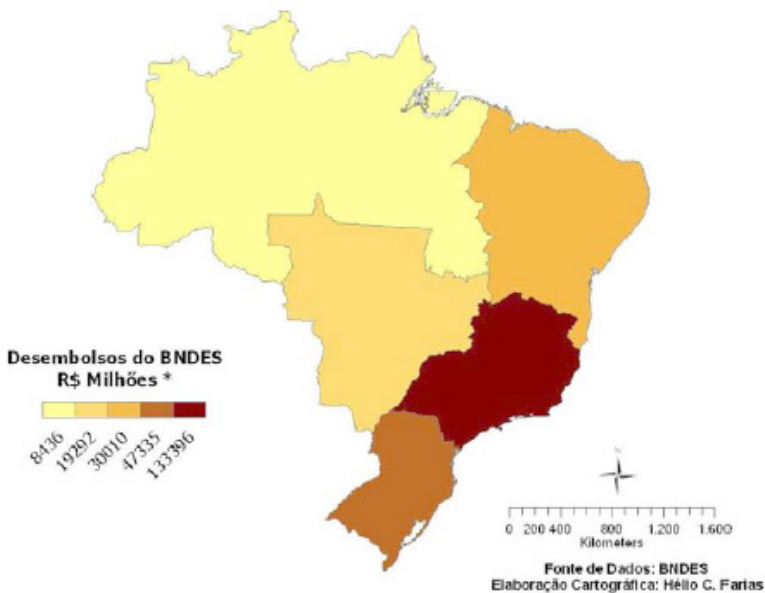 Desembolsos do BNDES
R$ Milhões *
8436
19292
30010
47335
133396
N
0 200 400 800 1.200 1.600
Kilometers
Fonte de Dados: BNDES
Elaboração Cartográfica: Hélio C. Farias